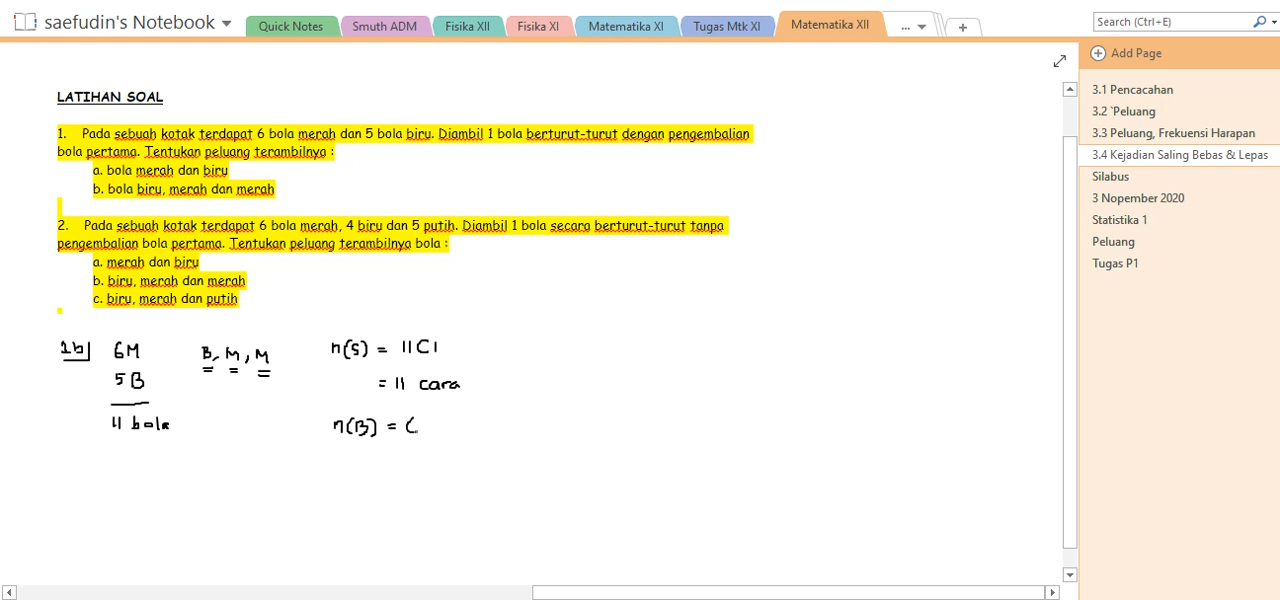 saefudin's Notebook
Quick Notes
Smuth ADM
Fisika XII
Fisika XI
Matematika XI
Tugas Mtk XI
Matematika XII
...
Search (Ctrl+E)
Add Page
3.1 Pencacahan
3.2 `Peluang
3.3 Peluang, Frekuensi Harapan
3.4 Kejadian Saling Bebas & Lepas
Silabus
3 Nopember 2020
Statistika 1
Peluang
Tugas P1
LATIHAN SOAL
1. Pada sebuah kotak terdapat 6 bola merah dan 5 bola biru. Diambil 1 bola berturut-turut dengan pengembalian
bola pertama. Tentukan peluang terambilnya :
a. bola merah dan biru
b. bola biru, merah dan merah
2. Pada sebuah kotak terdapat 6 bola merah, 4 biru dan 5 putih. Diambil 1 bola secara berturut-turut tanpa
pengembalian bola pertama. Tentukan peluang terambilnya bola :
a. merah dan biru
b. biru, merah dan merah
c. biru, merah dan putih
1b 6M B, M, M n(S) = 11C1
5B = 11 cara
11 bola n(B) = C